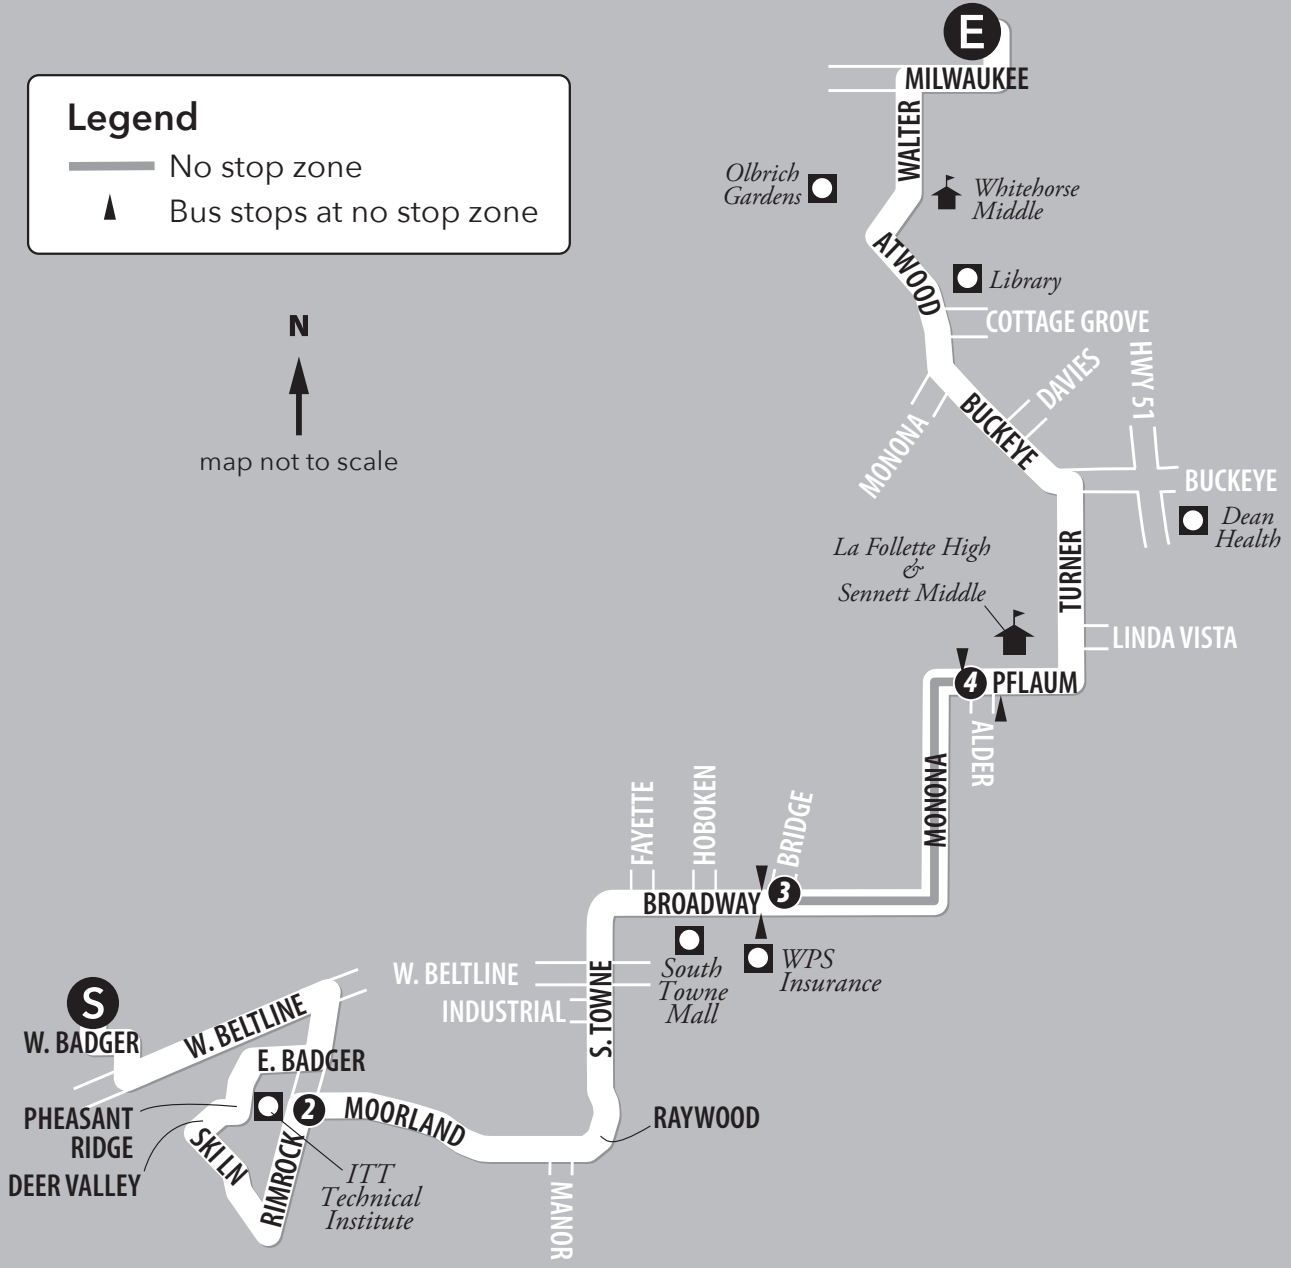 E
MILWAUKEE
Legend
No stop zone
Bus stops at no stop zone
WALTER
Olbrich
Gardens
Whitehorse
Middle
ATWOOD
Library
COTTAGE GROVE
N
map not to scale
HWY 51
DAVIES
BUCKEYE
MONONA
BUCKEYE
Dean
Health
La Follette High
&
Sennett Middle
TURNER
LINDA VISTA
4
PFLAUM
ALDER
MONONA
FAYETTE
HOBOKEN
BRIDGE
3
BROADWAY
South
Towne
Mall
WPS
Insurance
W. BELTLINE
INDUSTRIAL
S. TOWNE
S
W. BADGER
W. BELTLINE
E. BADGER
2
MOORLAND
RAYWOOD
PHEASANT
RIDGE
DEER VALLEY
SKI LN
RIMROCK
ITT
Technical
Institute
MANOR